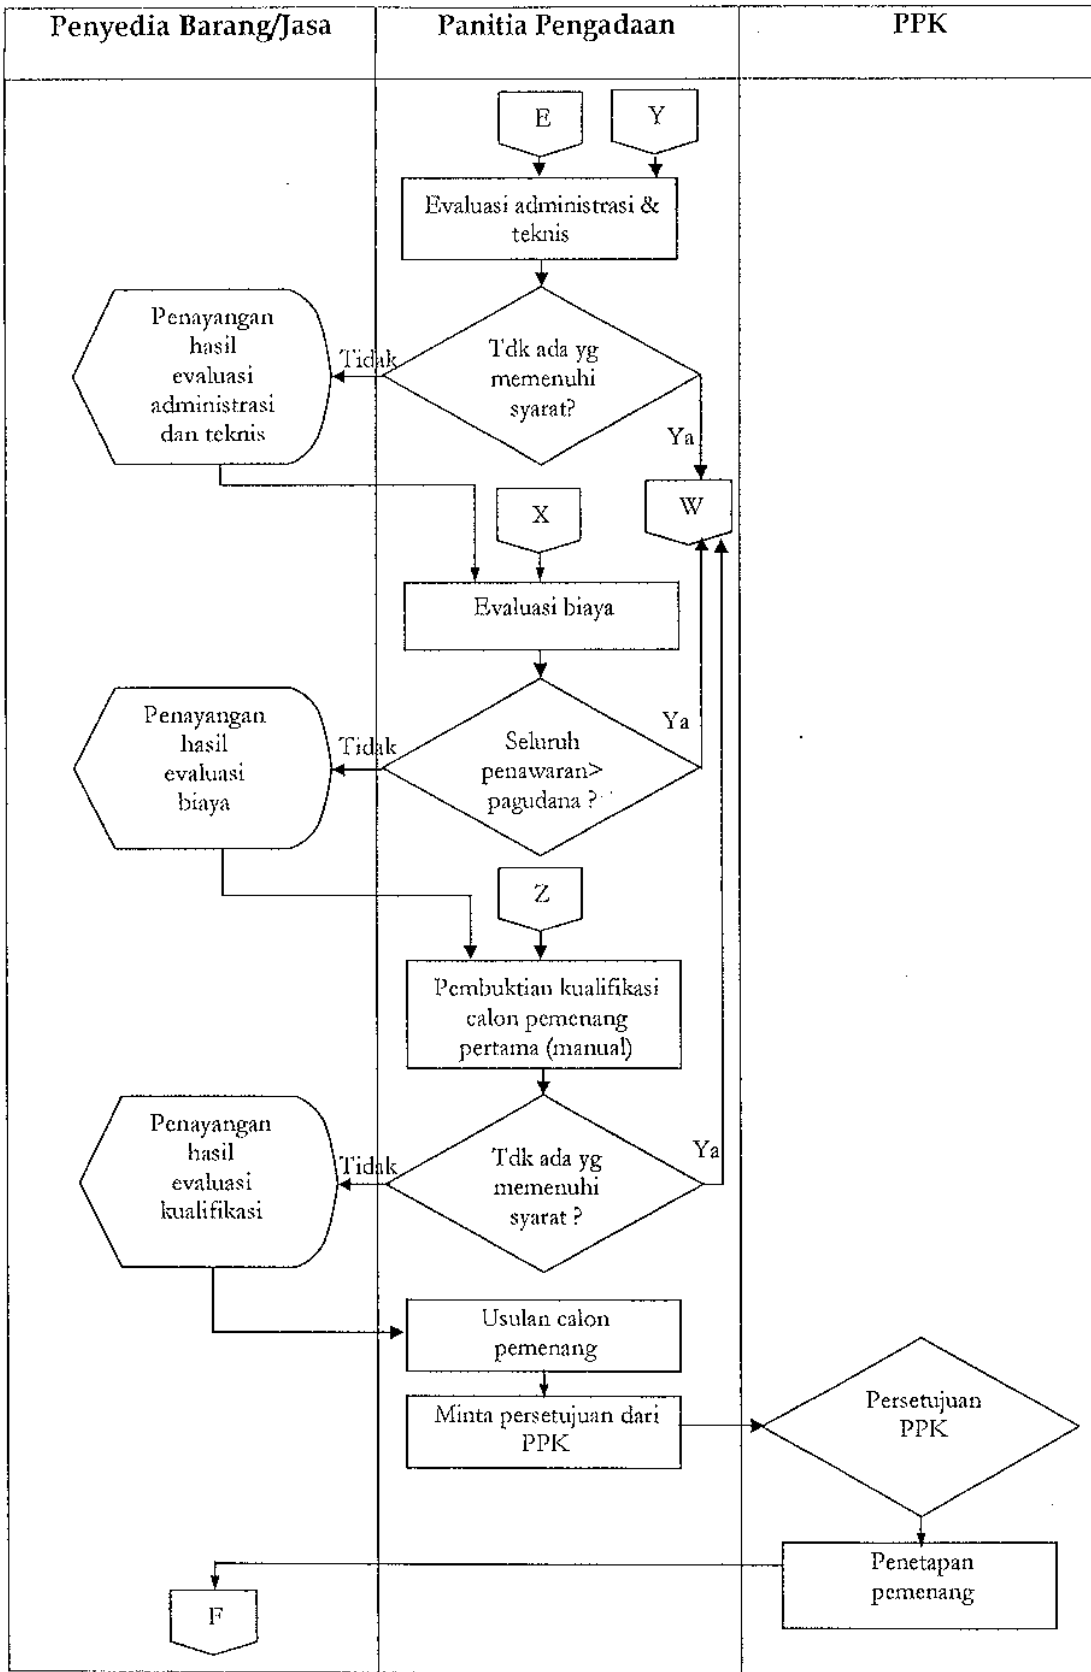 Penyedia Barang/Jasa
Panitia Pengadaan
PPK
E
Y
Evaluasi administrasi &
teknis
Penayangan
hasil
evaluasi
administrasi
dan teknis
Tidak
Tdk ada yg
memenuhi
syarat?
Ya
X
W
Evaluasi biaya
Penayangan
hasil
evaluasi
biaya
Tidak
Seluruh
penawaran>
pagudana ?
Ya
Z
Pembuktian kualifikasi
calon pemenang
pertama (manual)
Penayangan
hasil
evaluasi
kualifikasi
Tidak
Tdk ada yg
memenuhi
syarat ?
Ya
Usulan calon
pemenang
Minta persetujuan dari
PPK
Persetujuan
PPK
Penetapan
pemenang
F